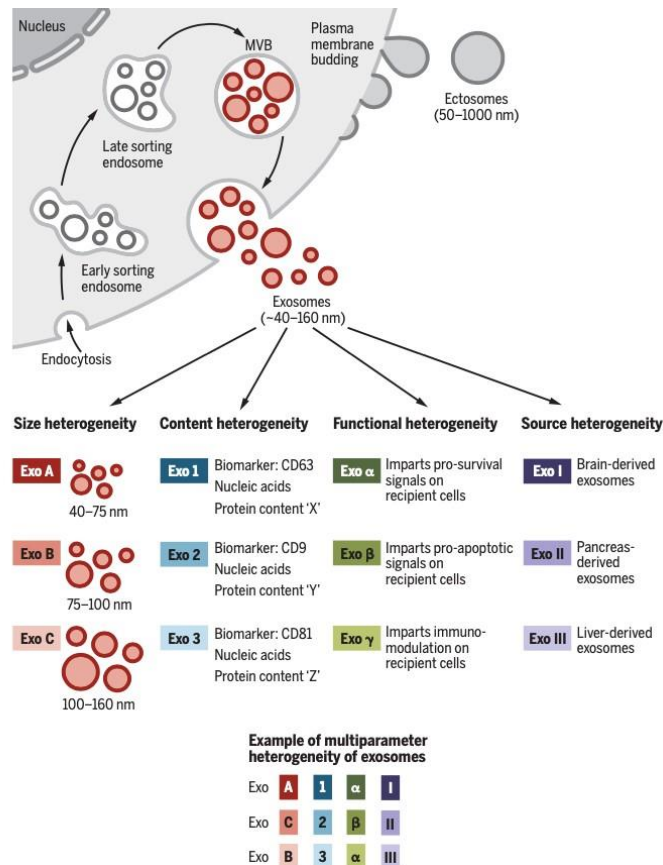 Nucleus
MVB
Plasma
membrane
budding
Ectosomes
(50–1000 nm)
Late sorting
endosome
Early sorting
endosome
Exosomes
(~40–160 nm)
Endocytosis
Size heterogeneity
Exo A
40–75 nm
Exo B
75–100 nm
Exo C
100–160 nm
Content heterogeneity
Exo 1
Biomarker: CD63
Nucleic acids
Protein content ‘X’
Exo 2
Biomarker: CD9
Nucleic acids
Protein content ‘Y’
Exo 3
Biomarker: CD81
Nucleic acids
Protein content ‘Z’
Functional heterogeneity
Exo α
Imparts pro-survival
signals on
recipient cells
Exo β
Imparts pro-apoptotic
signals on
recipient cells
Exo γ
Imparts immuno-
modulation on
recipient cells
Source heterogeneity
Exo I
Brain-derived
exosomes
Exo II
Pancreas-
derived
exosomes
Exo III
Liver-derived
exosomes
Example of multiparameter
heterogeneity of exosomes
Exo A 1 α I
Exo C 2 β II
Exo B 3 α III